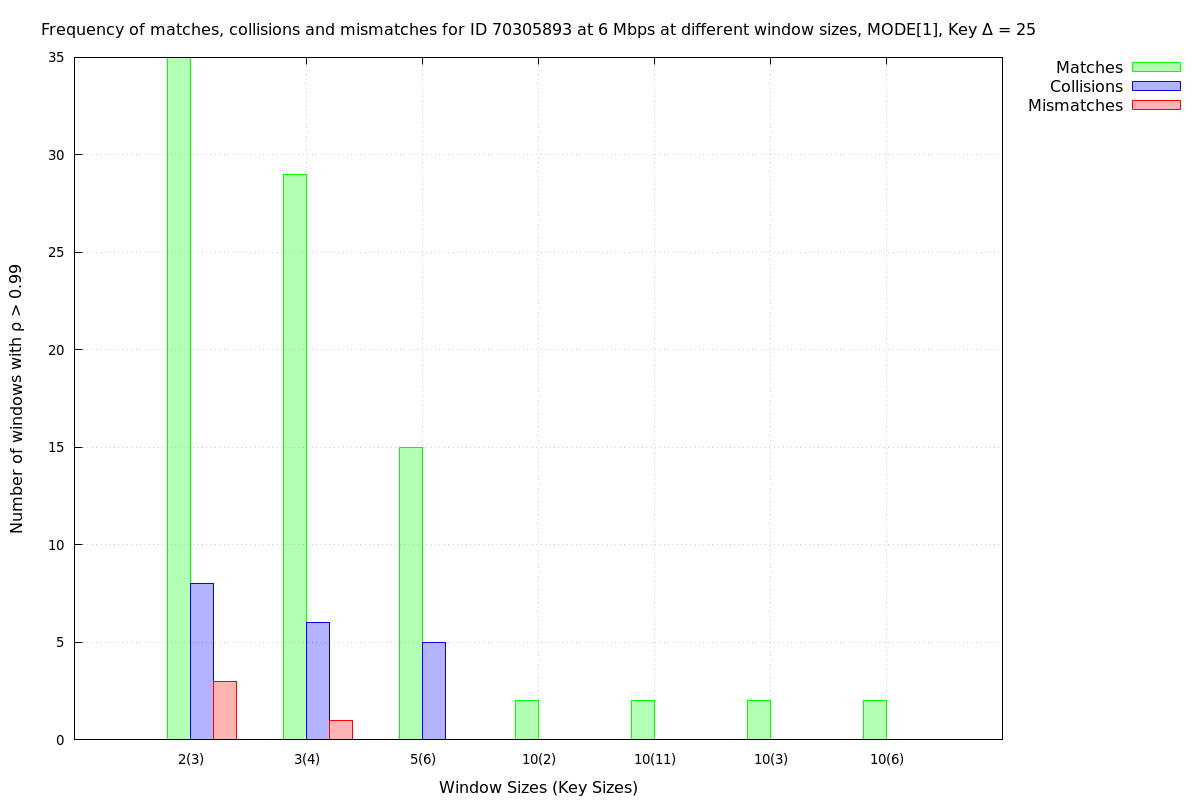 Frequency of matches, collisions and mismatches for ID 70305893 at 6 Mbps at different window sizes, MODE[1], Key Δ = 25
Matches
Collisions
Mismatches
Number of windows with ρ > 0.99
35
30
25
20
15
10
5
0
2(3) 3(4) 5(6) 10(2) 10(11) 10(3) 10(6)
Window Sizes (Key Sizes)